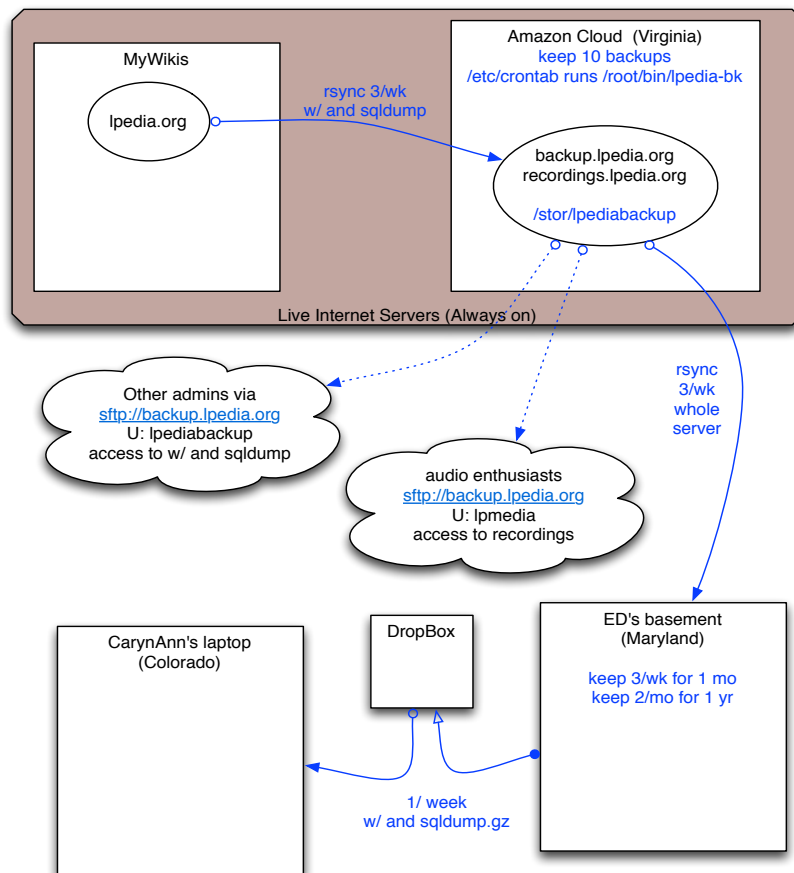 Amazon Cloud  (Virginia)
keep 10 backups
/etc/crontab runs /root/bin/lpedia-bk
MyWikis
lpedia.org
rsync 3/wk
w/ and sqldump
backup.lpedia.org
recordings.lpedia.org
/stor/lpediabackup
Live Internet Servers (Always on)
Other admins via
sftp://backup.lpedia.org
U: lpediabackup
access to w/ and sqldump
rsync
3/wk
whole
server
audio enthusiasts
sftp://backup.lpedia.org
U: lpmedia
access to recordings
CarynAnn's laptop
(Colorado)
DropBox
ED's basement
(Maryland)
keep 3/wk for 1 mo
keep 2/mo for 1 yr
1/ week
w/ and sqldump.gz